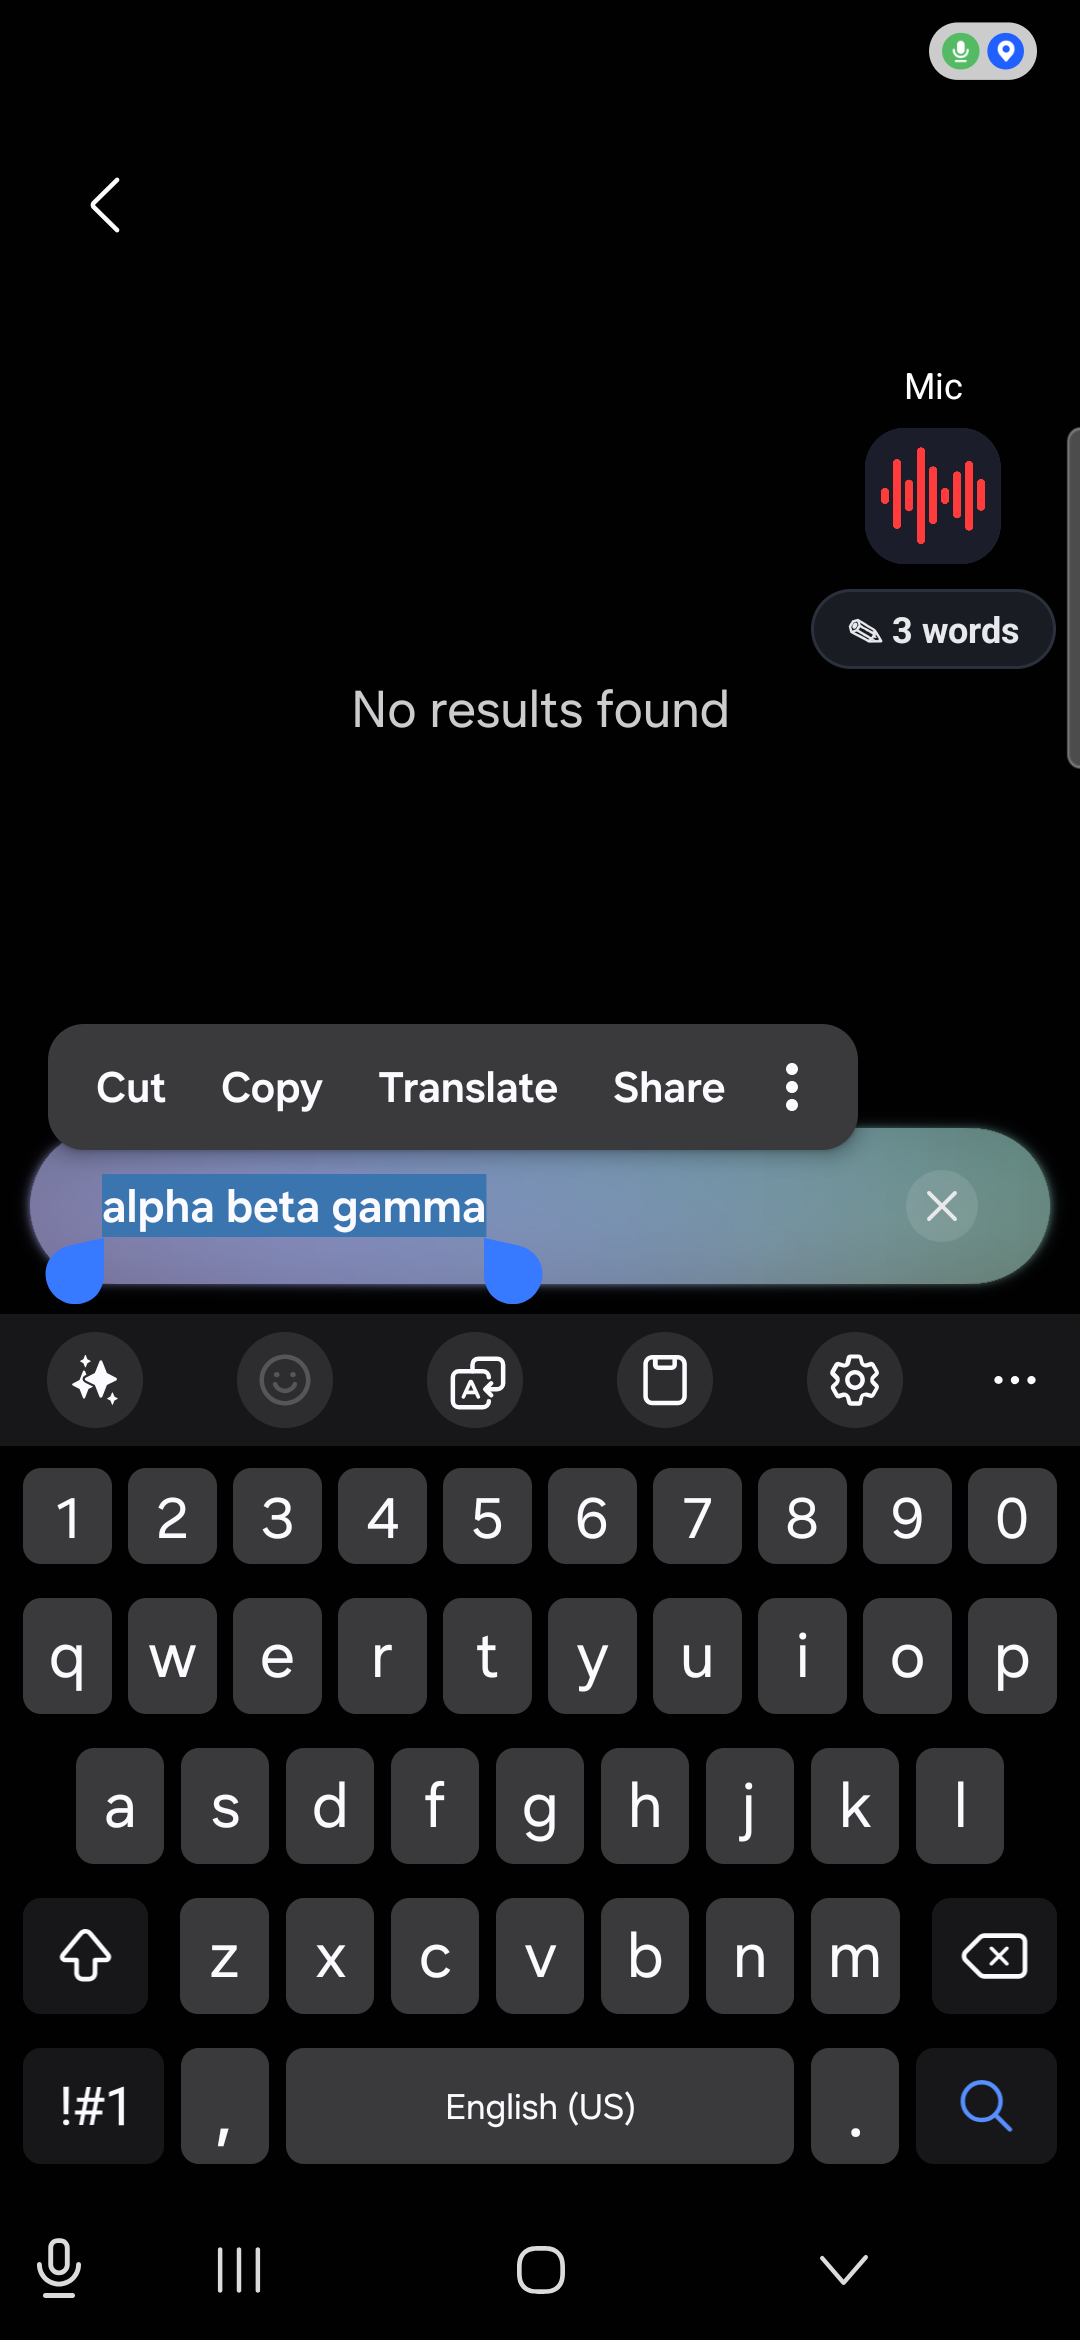 Mic
✎ 3 words
No results found
Cut Copy Translate Share
alpha beta gamma
1 2 3 4 5 6 7 8 9 0
q w e r t y u i o p
a s d f g h j k l
z x c v b n m
!#1 , English (US) .